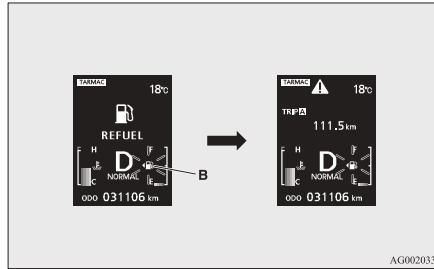 TARMAC
18°C
REFUEL
F H F
D
NORMAL
C E
ODO 031106 km
B
TARMAC
18°C
TRIP A
111.5 km
F H F
D
NORMAL
C E
ODO 031106 km
AG002033